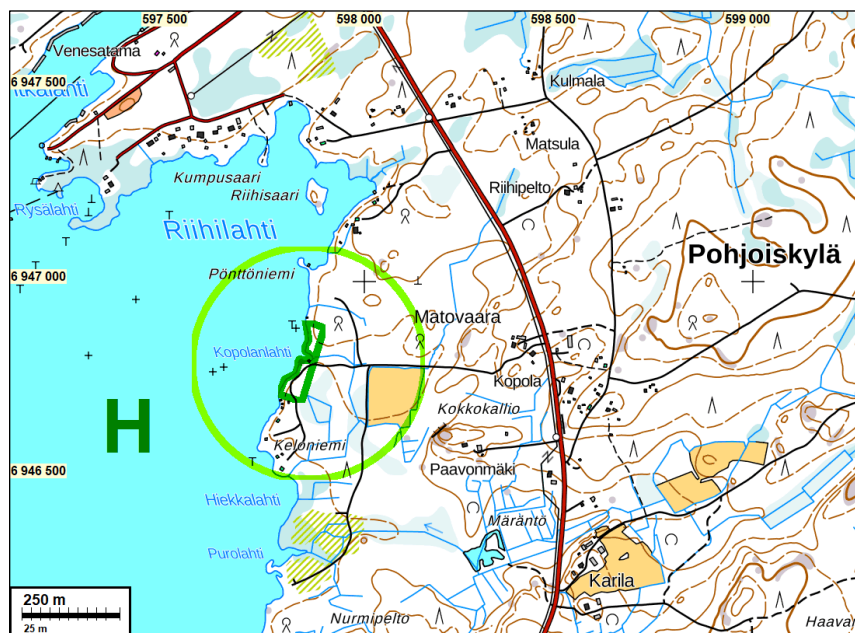 597 500
598 000
598 500
599 000
Venesatama
6 947 500
Kulmala
Matsula
Kumpusaari
Riihisaari
Riihipelto
Rysälahti
Riihilahti
Pohjoiskylä
6 947 000
Pönttöniemi
Matovaara
Kopolanlahti
Kopola
Kokkokallio
H
Keloniemi
6 946 500
Paavonmäki
Hiekkalahti
Märäntö
Purolahti
Karila
250 m
25 m
Nurmipelto
Haava